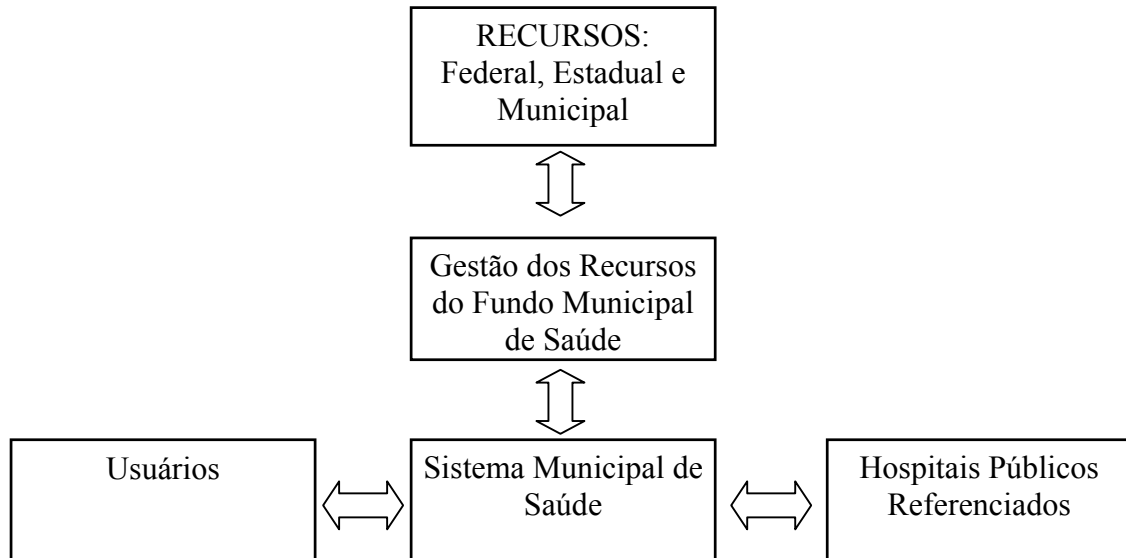 RECURSOS:
Federal, Estadual e
Municipal
Gestão dos Recursos
do Fundo Municipal
de Saúde
Usuários
Sistema Municipal de
Saúde
Hospitais Públicos
Referenciados